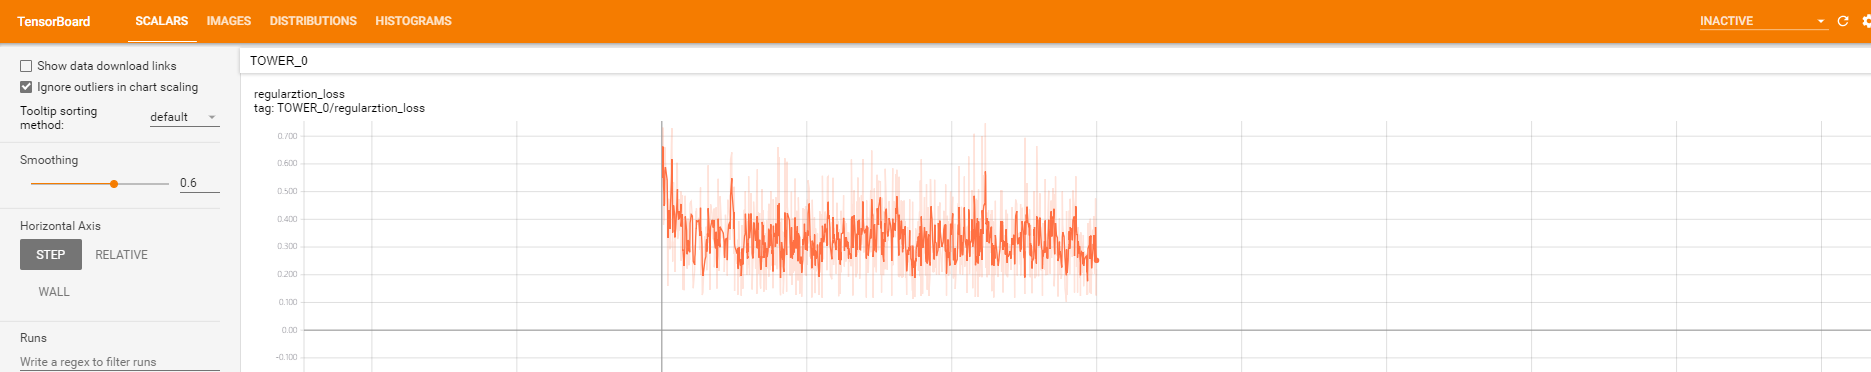 TensorBoard SCALARS IMAGES DISTRIBUTIONS HISTOGRAMS INACTIVE
Show data download links
Ignore outliers in chart scaling
Tooltip sorting
method: default
Smoothing
0.6
Horizontal Axis
STEP RELATIVE
WALL
Runs
Write a regex to filter runs
TOWER_0
regularztion_loss
tag: TOWER_0/regularztion_loss
0.700
0.600
0.500
0.400
0.300
0.200
0.100
0.00
-0.100